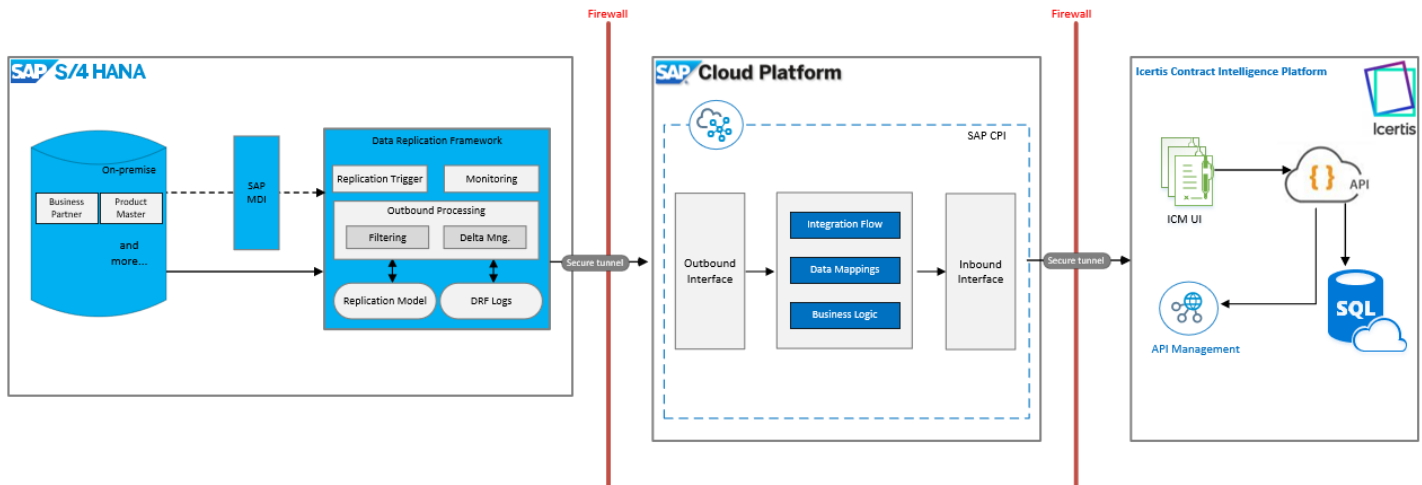 Firewall
Firewall
SAP S/4 HANA
On-premise
Business
Partner
Product
Master
and
more...
SAP
MDI
Data Replication Framework
Replication Trigger
Monitoring
Outbound Processing
Filtering
Delta Mng.
Replication Model
DRF Logs
Secure tunnel
SAP Cloud Platform
SAP CPI
Outbound
Interface
Integration Flow
Data Mappings
Business Logic
Inbound
Interface
Secure tunnel
Icertis Contract Intelligence Platform
Icertis
ICM UI
{ } API
SQL
API Management